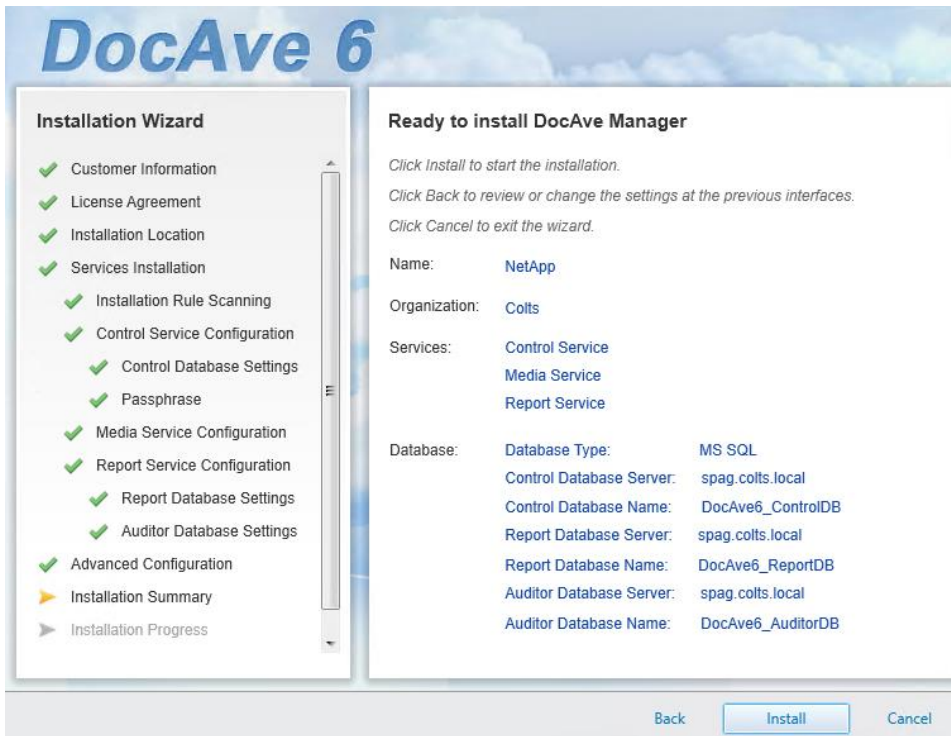 DocAve 6
Installation Wizard
Customer Information
License Agreement
Installation Location
Services Installation
Installation Rule Scanning
Control Service Configuration
Control Database Settings
Passphrase
Media Service Configuration
Report Service Configuration
Report Database Settings
Auditor Database Settings
Advanced Configuration
Installation Summary
Installation Progress
Ready to install DocAve Manager
Click Install to start the installation.
Click Back to review or change the settings at the previous interfaces.
Click Cancel to exit the wizard.
Name: NetApp
Organization: Colts
Services: Control Service
Media Service
Report Service
Database: Database Type: MS SQL
Control Database Server: spag.colts.local
Control Database Name: DocAve6_ControlDB
Report Database Server: spag.colts.local
Report Database Name: DocAve6_ReportDB
Auditor Database Server: spag.colts.local
Auditor Database Name: DocAve6_AuditorDB
Back Install Cancel